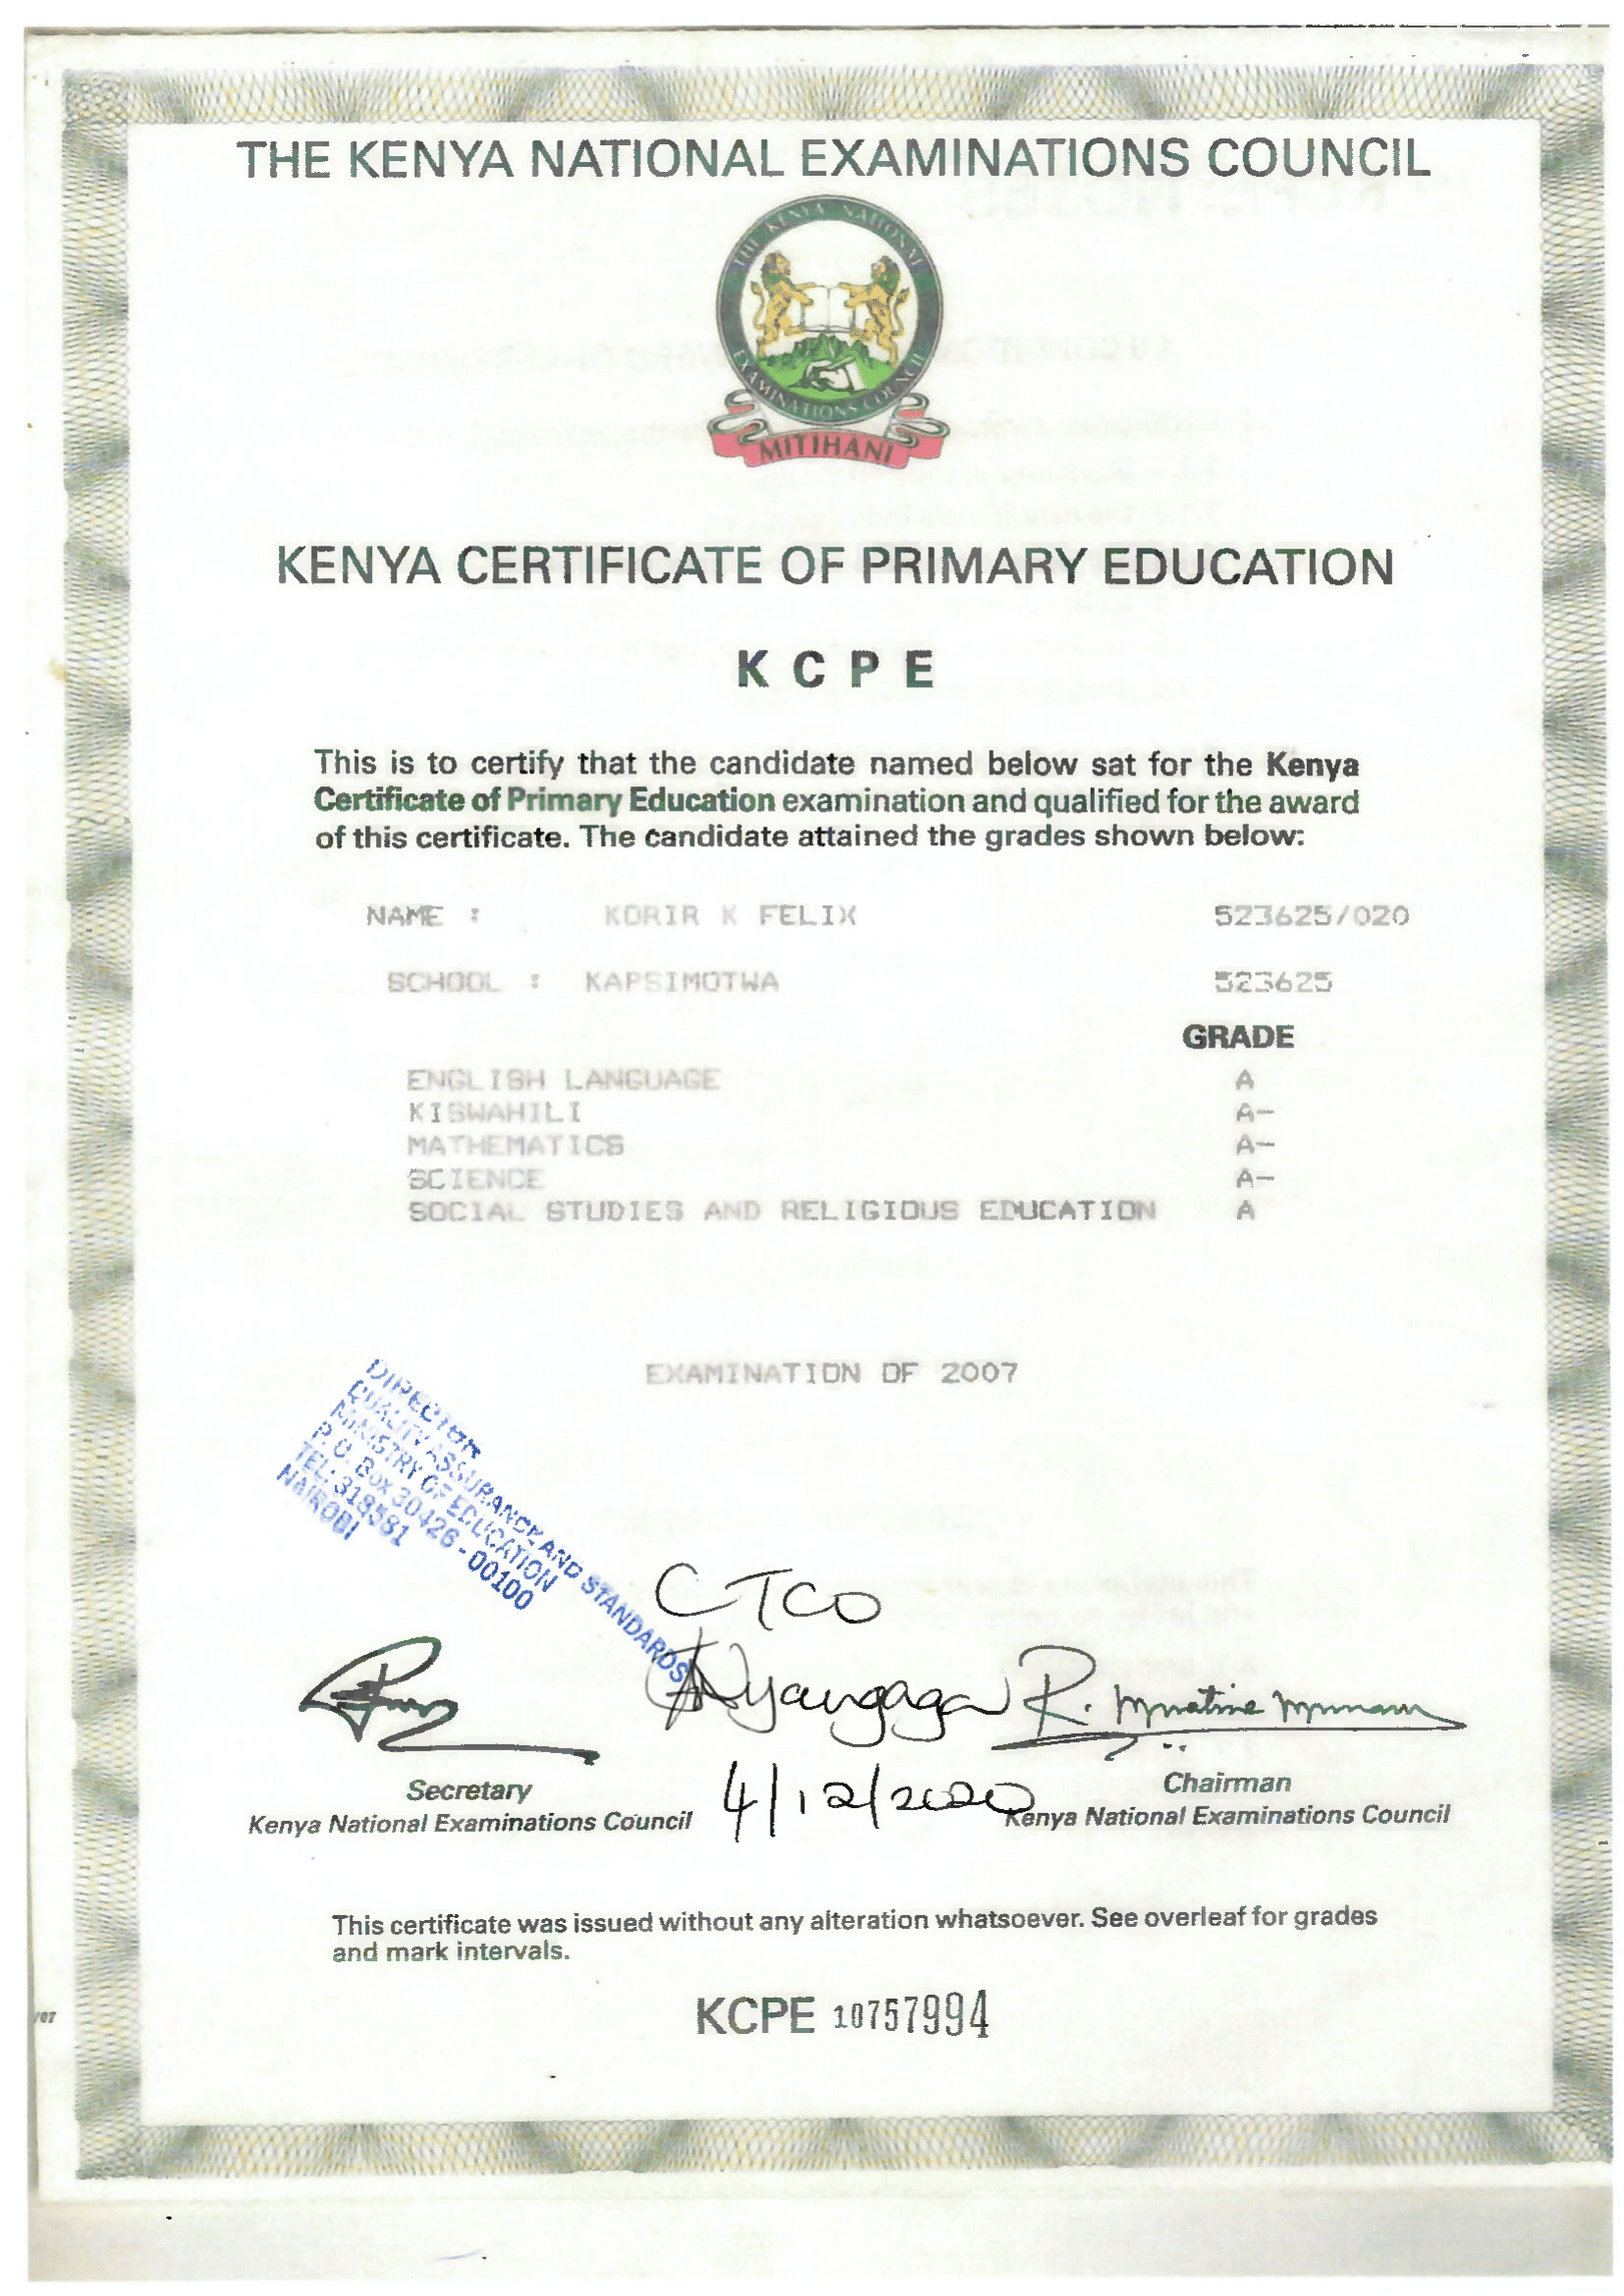 THE KENYA NATIONAL EXAMINATIONS COUNCIL
THE KENYA NATIONAL
EXAMINATIONS COUNCIL
MITIHANI
KENYA CERTIFICATE OF PRIMARY EDUCATION
K C P E
This is to certify that the candidate named below sat for the Kenya
Certificate of Primary Education examination and qualified for the award
of this certificate. The candidate attained the grades shown below:
NAME : KORIR K FELIX 523625/020
SCHOOL : KAPSIMOTWA 523625
GRADE
ENGLISH LANGUAGE A
KISWAHILI A-
MATHEMATICS A-
SCIENCE A-
SOCIAL STUDIES AND RELIGIOUS EDUCATION A
EXAMINATION OF 2007
DIRECTOR
QUALITY ASSURANCE AND STANDARDS
MINISTRY OF EDUCATION
P. O. Box 30426 - 00100
TEL: 318581
NAIROBI
CTCO
Nyangaga
4/12/2020
Secretary
Kenya National Examinations Council
Chairman
Kenya National Examinations Council
This certificate was issued without any alteration whatsoever. See overleaf for grades
and mark intervals.
/07
KCPE 10757994